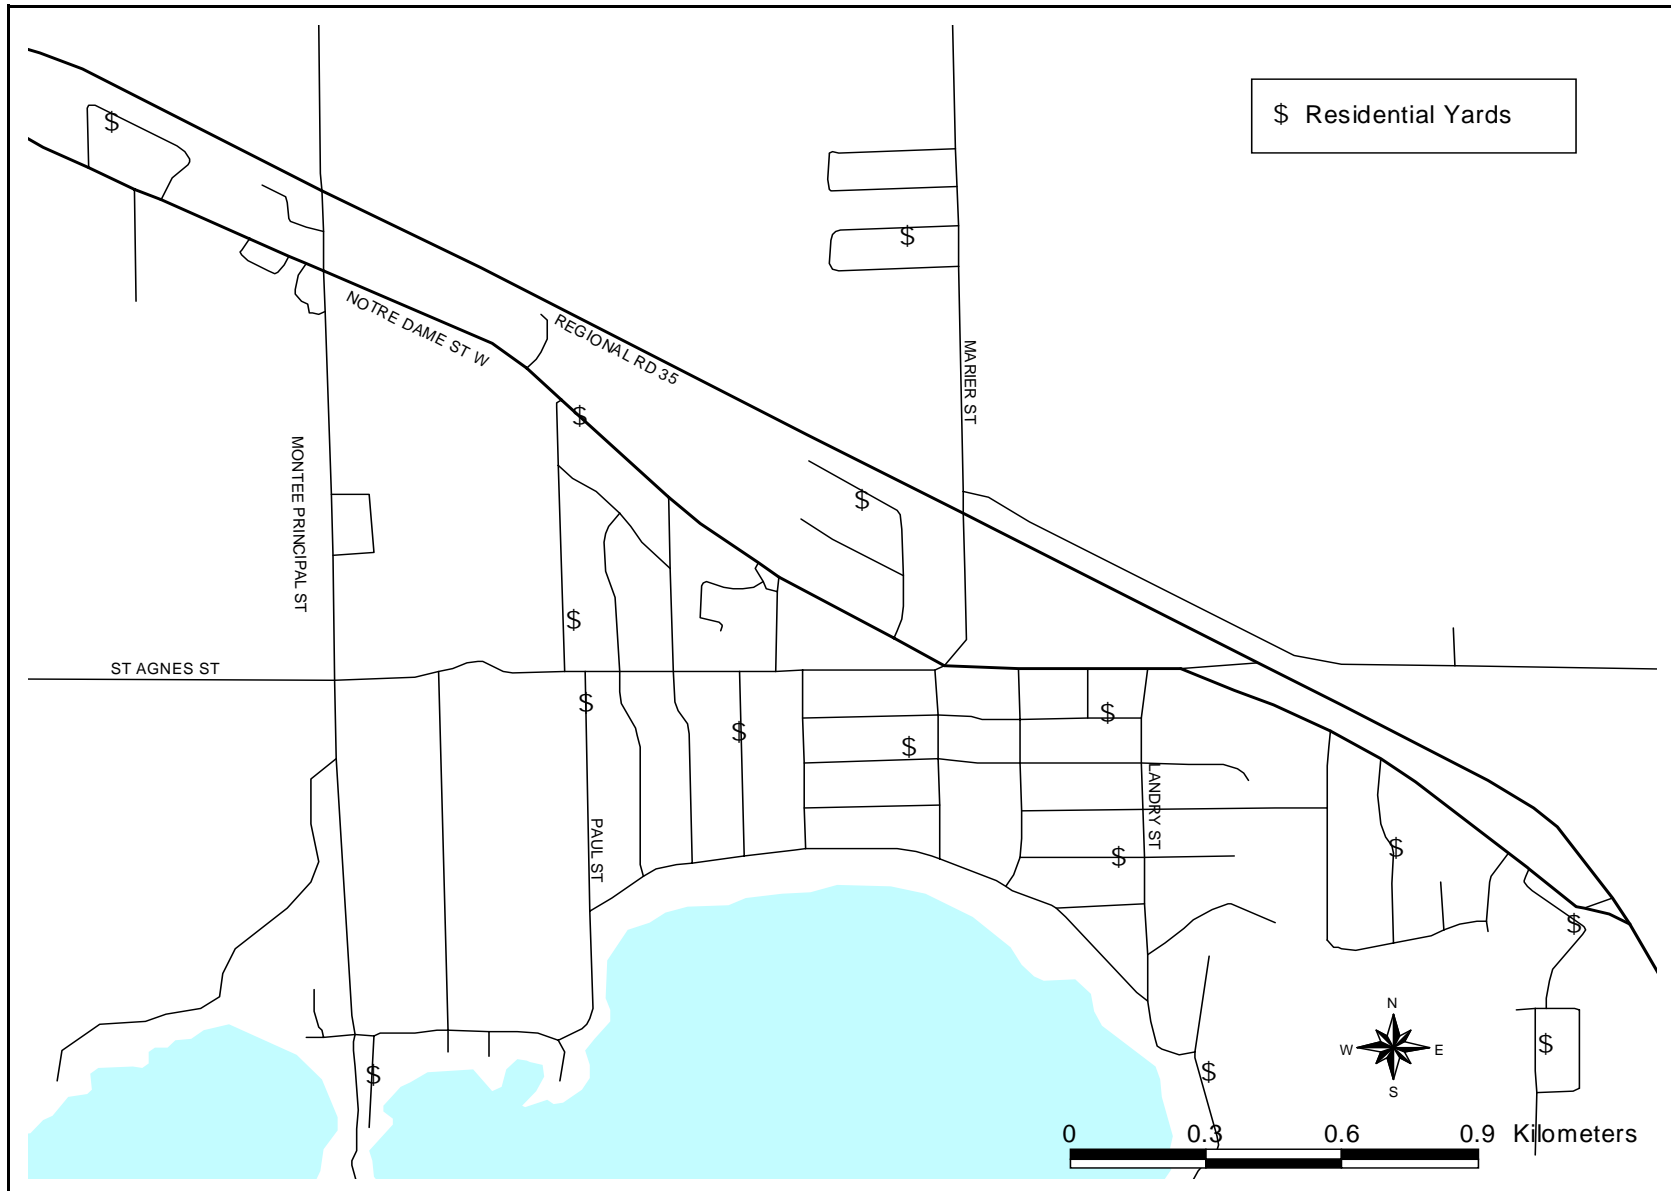 $
$ Residential Yards
$
NOTRE DAME ST W
REGIONAL RD 35
MARIER ST
$
MONTEE PRINCIPAL ST
$
$
ST AGNES ST
$
$
$
$
LANDRY ST
PAUL ST
$
$
$
N
W E
S
$
$
$
0 0.3 0.6 0.9 Kilometers